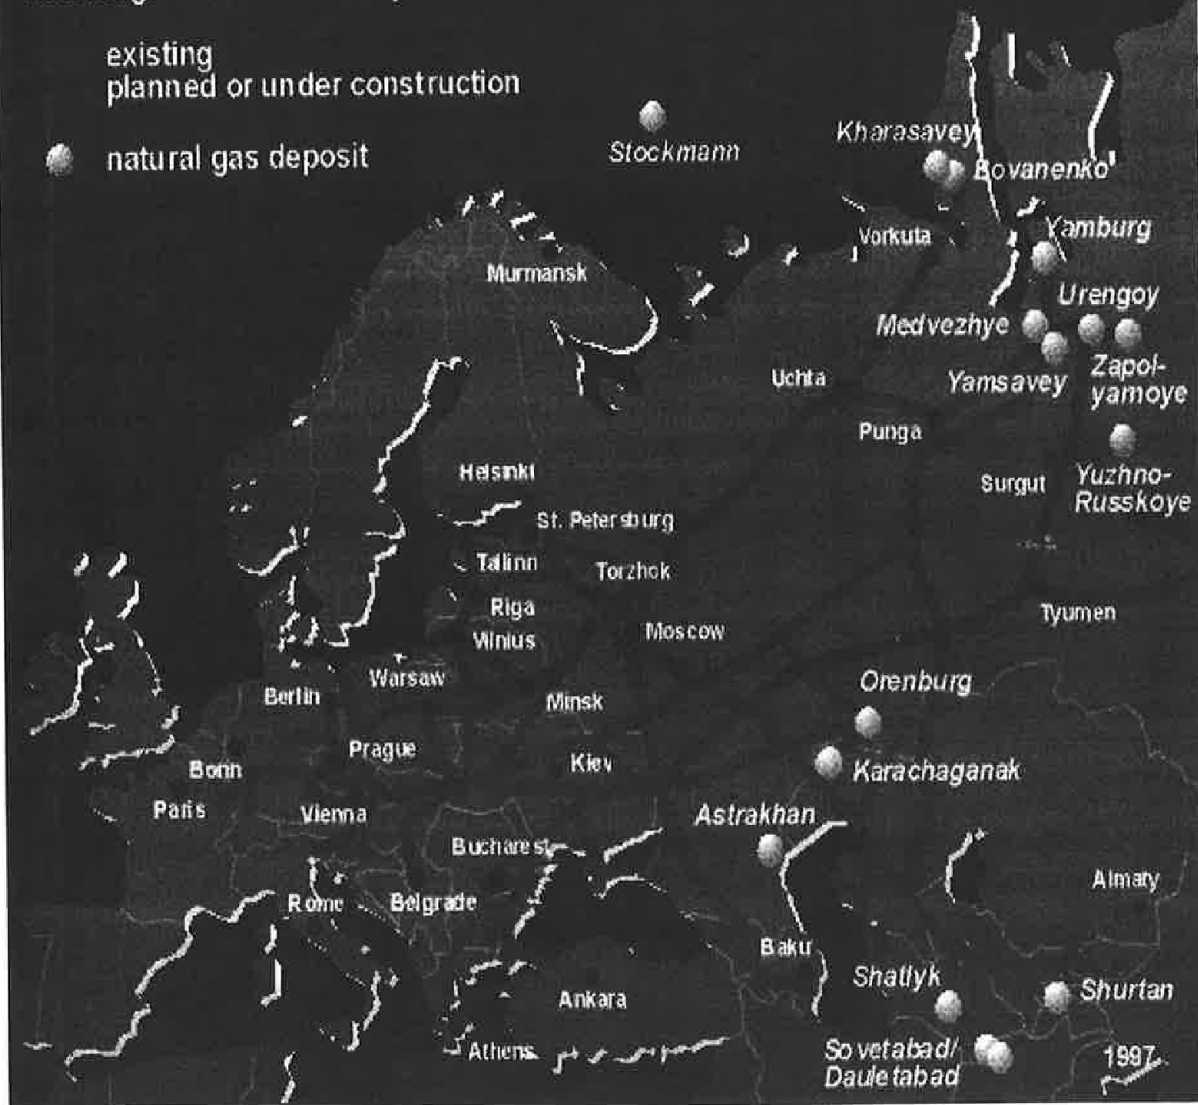 existing
planned or under construction
natural gas deposit
Stockmann
Kharasavey
Bovanenko
Vorkuta
Yamburg
Murmansk
Urengoy
Medvezhye
Uchta
Yamsavey
Zapol-
yamoye
Punga
Helsinki
Surgut
Yuzhno-
Russkoye
St. Petersburg
Tallinn
Torzhok
Riga
Tyumen
Vilnius
Moscow
Warsaw
Orenburg
Berlin
Minsk
Prague
Kiev
Bonn
Karachaganak
Paris
Vienna
Astrakhan
Bucharest
Almaty
Rome
Belgrade
Baku
Shatlyk
Ankara
Shurtan
Athens
Sovetabad/
Dauletabad
1997